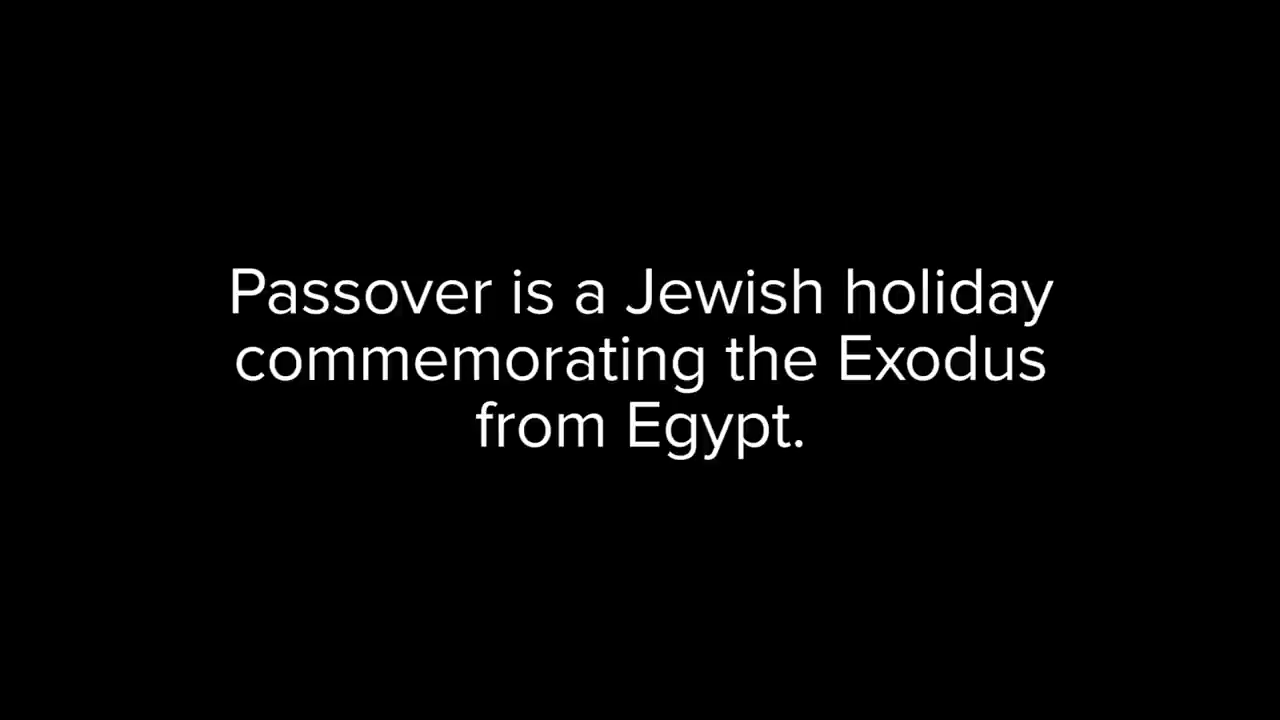 Passover is a Jewish holiday
commemorating the Exodus
from Egypt.